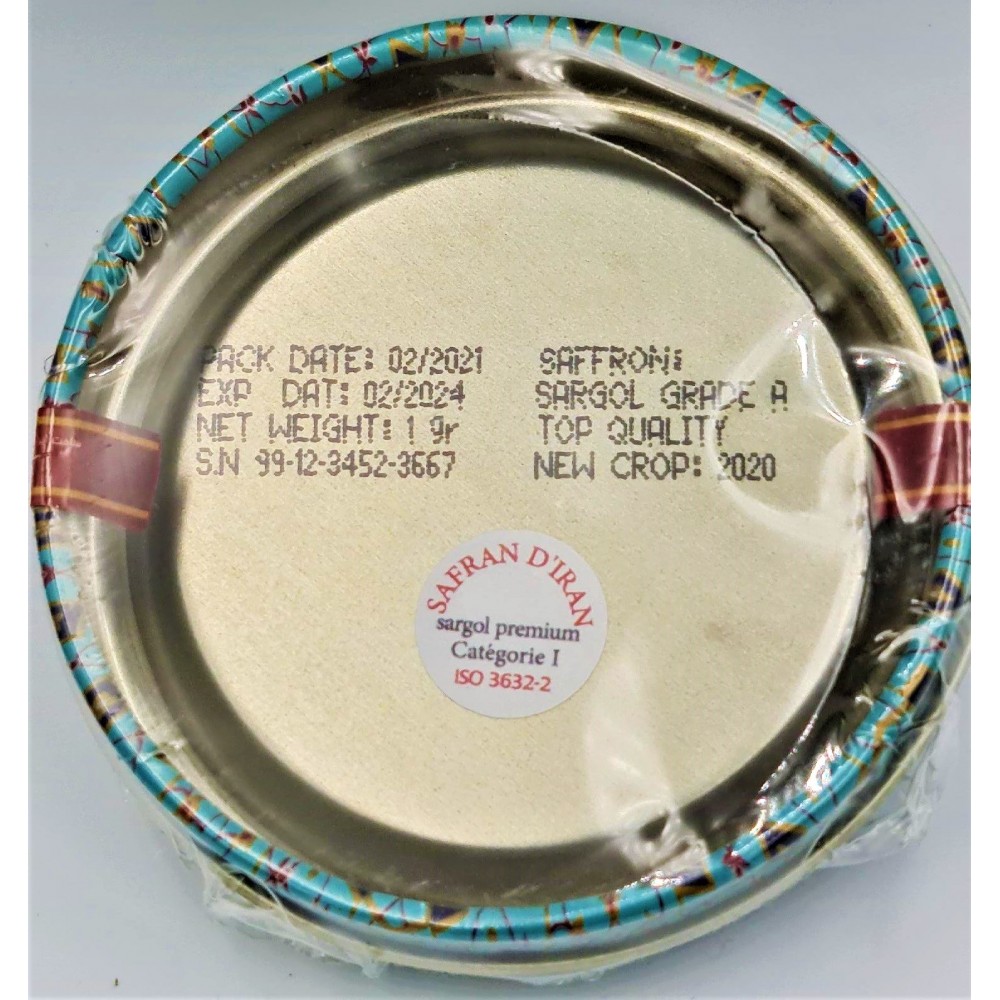 PACK DATE: 02/2021
EXP DAT: 02/2024
NET WEIGHT: 1 gr
S.N 99-12-3452-3667
SAFFRON:
SARGOL GRADE A
TOP QUALITY
NEW CROP: 2020
SAFRAN D'IRAN
sargol premium
Catégorie I
ISO 3632-2